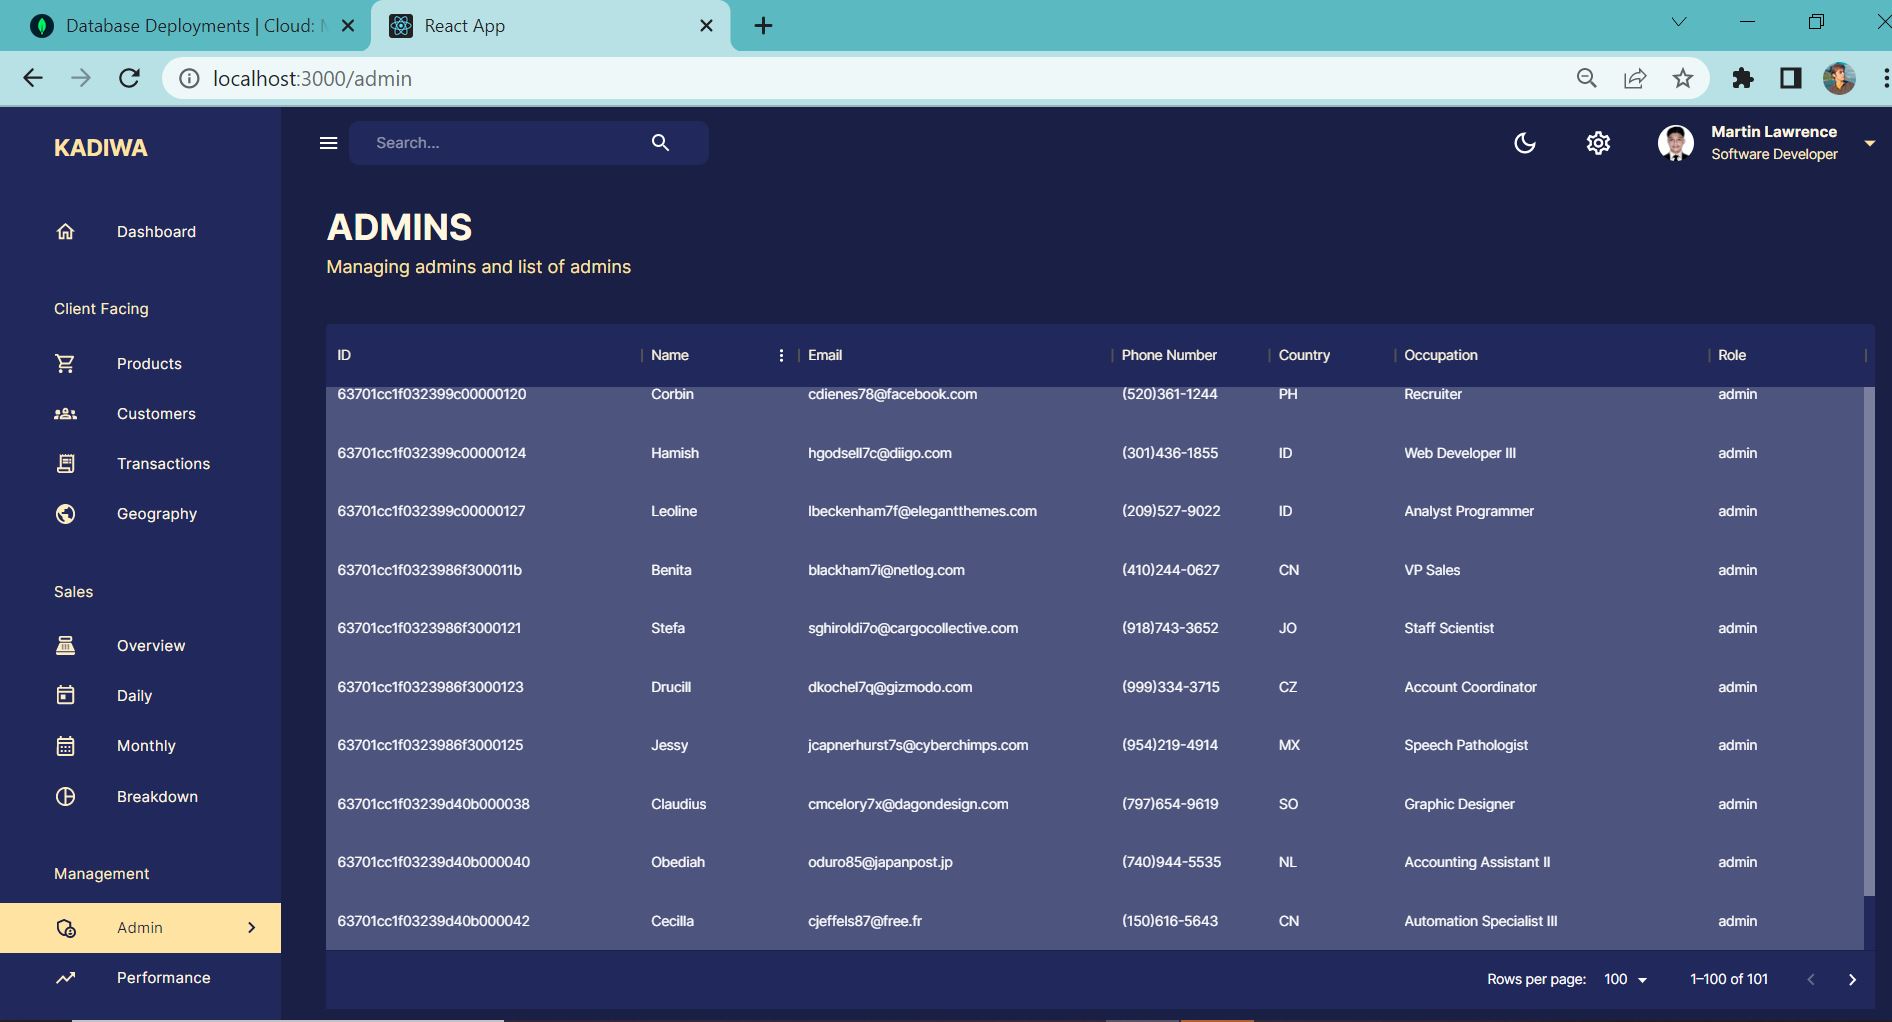 Database Deployments | Cloud:
React App
localhost:3000/admin
KADIWA
Search...
Martin Lawrence
Software Developer
Dashboard
Client Facing
Products
Customers
Transactions
Geography
Sales
Overview
Daily
Monthly
Breakdown
Management
Admin
Performance
ADMINS
Managing admins and list of admins
ID Name Email Phone Number Country Occupation Role
63701cc1f032399c00000120 Corbin cdienes78@facebook.com (520)361-1244 PH Recruiter admin
63701cc1f032399c00000124 Hamish hgodsell7c@diigo.com (301)436-1855 ID Web Developer III admin
63701cc1f032399c00000127 Leoline lbeckenham7f@elegantthemes.com (209)527-9022 ID Analyst Programmer admin
63701cc1f0323986f300011b Benita blackham7i@netlog.com (410)244-0627 CN VP Sales admin
63701cc1f0323986f3000121 Stefa sghiroldi7o@cargocollective.com (918)743-3652 JO Staff Scientist admin
63701cc1f0323986f3000123 Drucill dkochel7q@gizmodo.com (999)334-3715 CZ Account Coordinator admin
63701cc1f0323986f3000125 Jessy jcapnerhurst7s@cyberchimps.com (954)219-4914 MX Speech Pathologist admin
63701cc1f03239d40b000038 Claudius cmcelory7x@dagondesign.com (797)654-9619 SO Graphic Designer admin
63701cc1f03239d40b000040 Obediah oduro85@japanpost.jp (740)944-5535 NL Accounting Assistant II admin
63701cc1f03239d40b000042 Cecilla cjeffels87@free.fr (150)616-5643 CN Automation Specialist III admin
Rows per page: 100 1–100 of 101